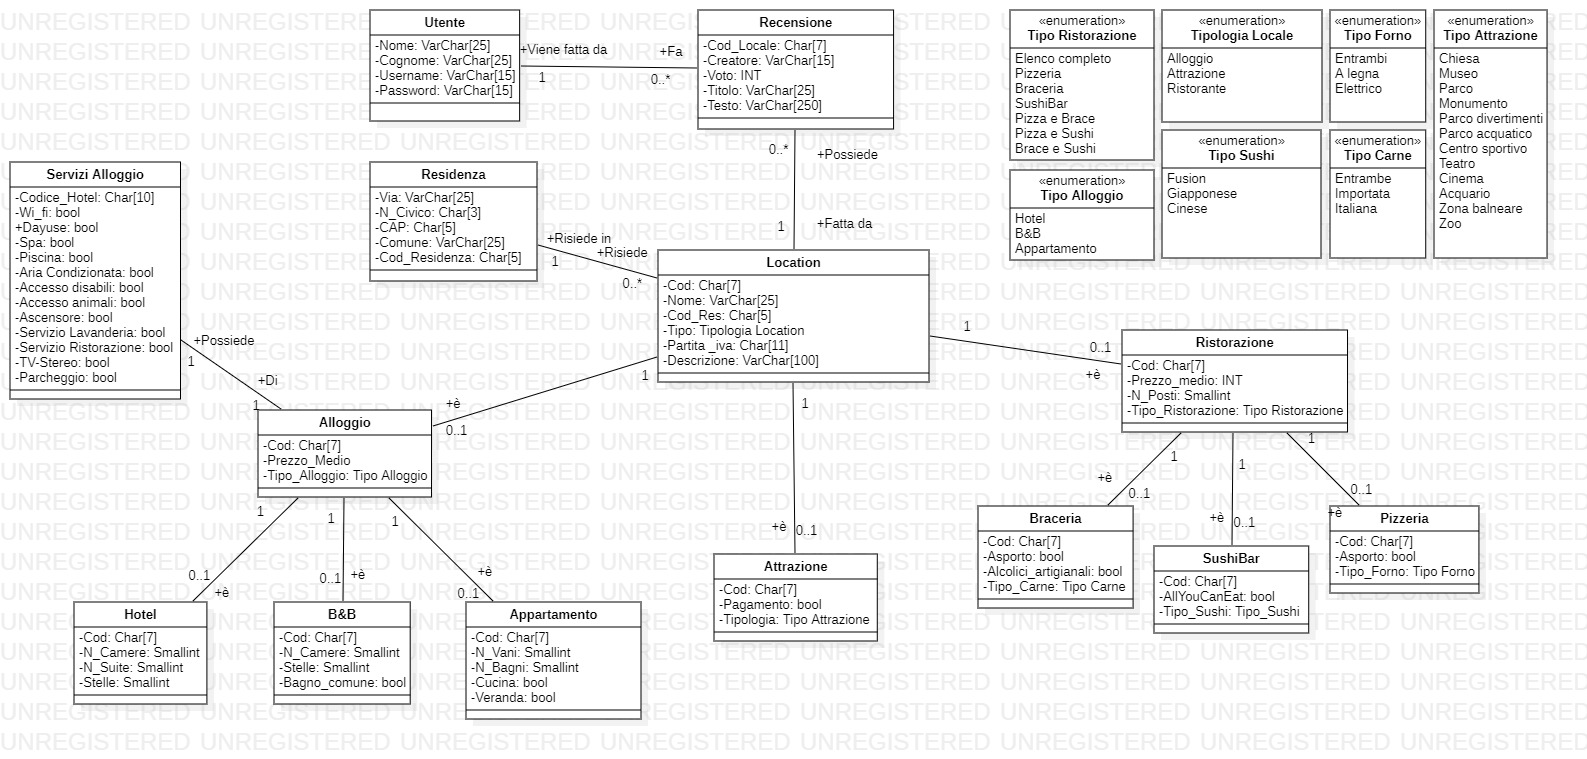 Utente
-Nome: VarChar[25]
-Cognome: VarChar[25]
-Username: VarChar[15]
-Password: VarChar[15]
+Viene fatta da
1
+Fa
0..*
Recensione
-Cod_Locale: Char[7]
-Creatore: VarChar[15]
-Voto: INT
-Titolo: VarChar[25]
-Testo: VarChar[250]
0..*
+Possiede
1
+Fatta da
«enumeration»
Tipo Ristorazione
Elenco completo
Pizzeria
Braceria
SushiBar
Pizza e Brace
Pizza e Sushi
Brace e Sushi
«enumeration»
Tipologia Locale
Alloggio
Attrazione
Ristorante
«enumeration»
Tipo Forno
Entrambi
A legna
Elettrico
«enumeration»
Tipo Attrazione
Chiesa
Museo
Parco
Monumento
Parco divertimenti
Parco acquatico
Centro sportivo
Teatro
Cinema
Acquario
Zona balneare
Zoo
«enumeration»
Tipo Alloggio
Hotel
B&B
Appartamento
«enumeration»
Tipo Sushi
Fusion
Giapponese
Cinese
«enumeration»
Tipo Carne
Entrambe
Importata
Italiana
Servizi Alloggio
-Codice_Hotel: Char[10]
-Wi_fi: bool
+Dayuse: bool
-Spa: bool
-Piscina: bool
-Aria Condizionata: bool
-Accesso disabili: bool
-Accesso animali: bool
-Ascensore: bool
-Servizio Lavanderia: bool
-Servizio Ristorazione: bool
-TV-Stereo: bool
-Parcheggio: bool
+Possiede
1
+Di
1
Residenza
-Via: VarChar[25]
-N_Civico: Char[3]
-CAP: Char[5]
-Comune: VarChar[25]
-Cod_Residenza: Char[5]
+Risiede in
1
+Risiede
0..*
Location
-Cod: Char[7]
-Nome: VarChar[25]
-Cod_Res: Char[5]
-Tipo: Tipologia Location
-Partita _iva: Char[11]
-Descrizione: VarChar[100]
1
0..1
+è
1
+è
0..1
1
+è
0..1
Ristorazione
-Cod: Char[7]
-Prezzo_medio: INT
-N_Posti: Smallint
-Tipo_Ristorazione: Tipo Ristorazione
1
+è
0..1
1
+è
0..1
1
0..1
+è
Alloggio
-Cod: Char[7]
-Prezzo_Medio
-Tipo_Alloggio: Tipo Alloggio
1
0..1
+è
1
0..1
+è
1
+è
0..1
Braceria
-Cod: Char[7]
-Asporto: bool
-Alcolici_artigianali: bool
-Tipo_Carne: Tipo Carne
SushiBar
-Cod: Char[7]
-AllYouCanEat: bool
-Tipo_Sushi: Tipo_Sushi
Pizzeria
-Cod: Char[7]
-Asporto: bool
-Tipo_Forno: Tipo Forno
Attrazione
-Cod: Char[7]
-Pagamento: bool
-Tipologia: Tipo Attrazione
Hotel
-Cod: Char[7]
-N_Camere: Smallint
-N_Suite: Smallint
-Stelle: Smallint
B&B
-Cod: Char[7]
-N_Camere: Smallint
-Stelle: Smallint
-Bagno_comune: bool
Appartamento
-Cod: Char[7]
-N_Vani: Smallint
-N_Bagni: Smallint
-Cucina: bool
-Veranda: bool
UNREGISTERED UNREGISTERED UNREGISTERED UNREGISTERED UNREGISTERED UNREGISTERED UNREGISTERED UNREGISTERED